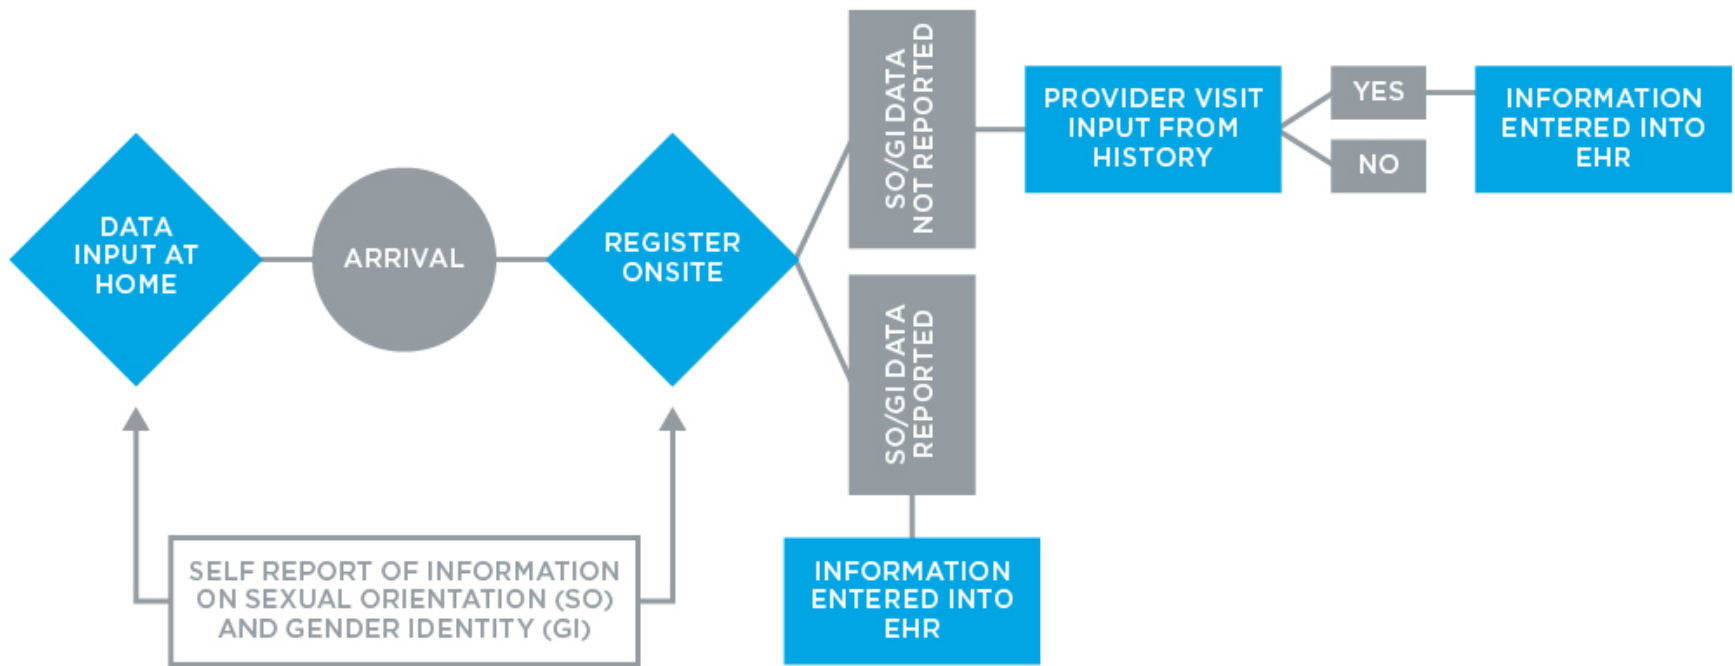 DATA
INPUT AT
HOME
ARRIVAL
REGISTER
ONSITE
SO/GI DATA
NOT REPORTED
SO/GI DATA
REPORTED
PROVIDER VISIT
INPUT FROM
HISTORY
YES
NO
INFORMATION
ENTERED INTO
EHR
SELF REPORT OF INFORMATION
ON SEXUAL ORIENTATION (SO)
AND GENDER IDENTITY (GI)
INFORMATION
ENTERED INTO
EHR